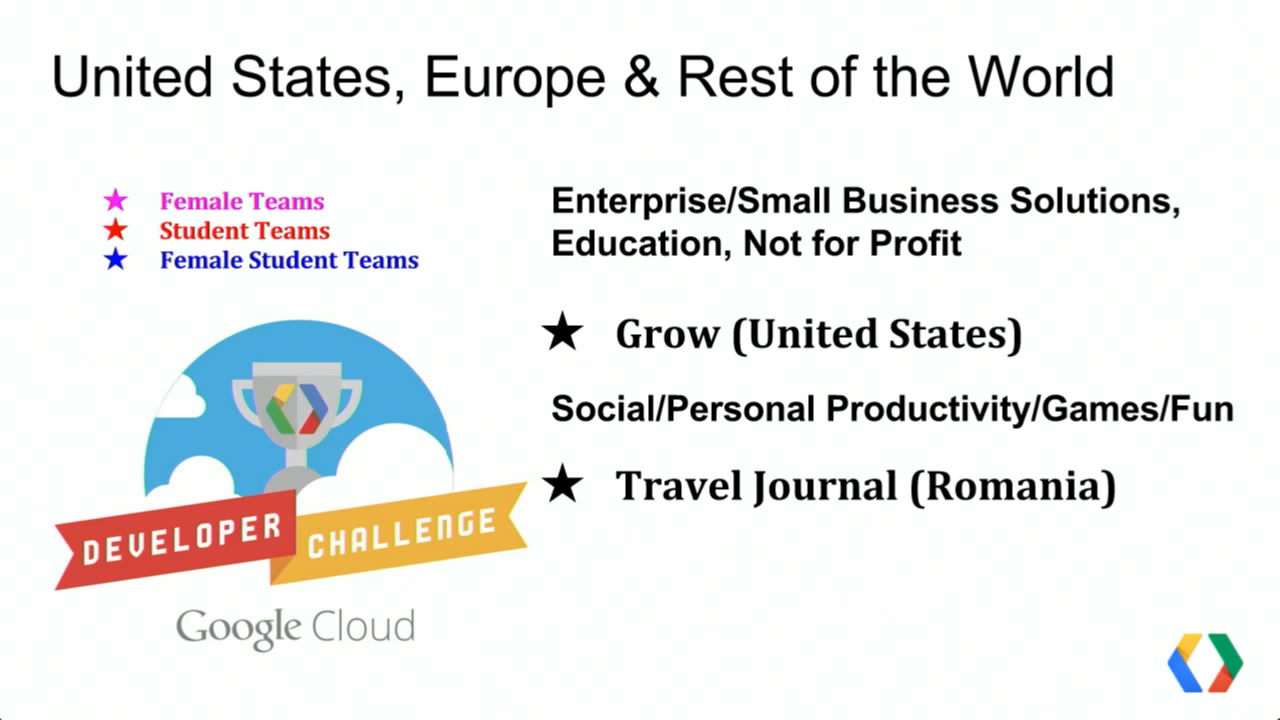 United States, Europe & Rest of the World
★ Female Teams
★ Student Teams
★ Female Student Teams
DEVELOPER CHALLENGE
Google Cloud
Enterprise/Small Business Solutions,
Education, Not for Profit
★ Grow (United States)
Social/Personal Productivity/Games/Fun
★ Travel Journal (Romania)